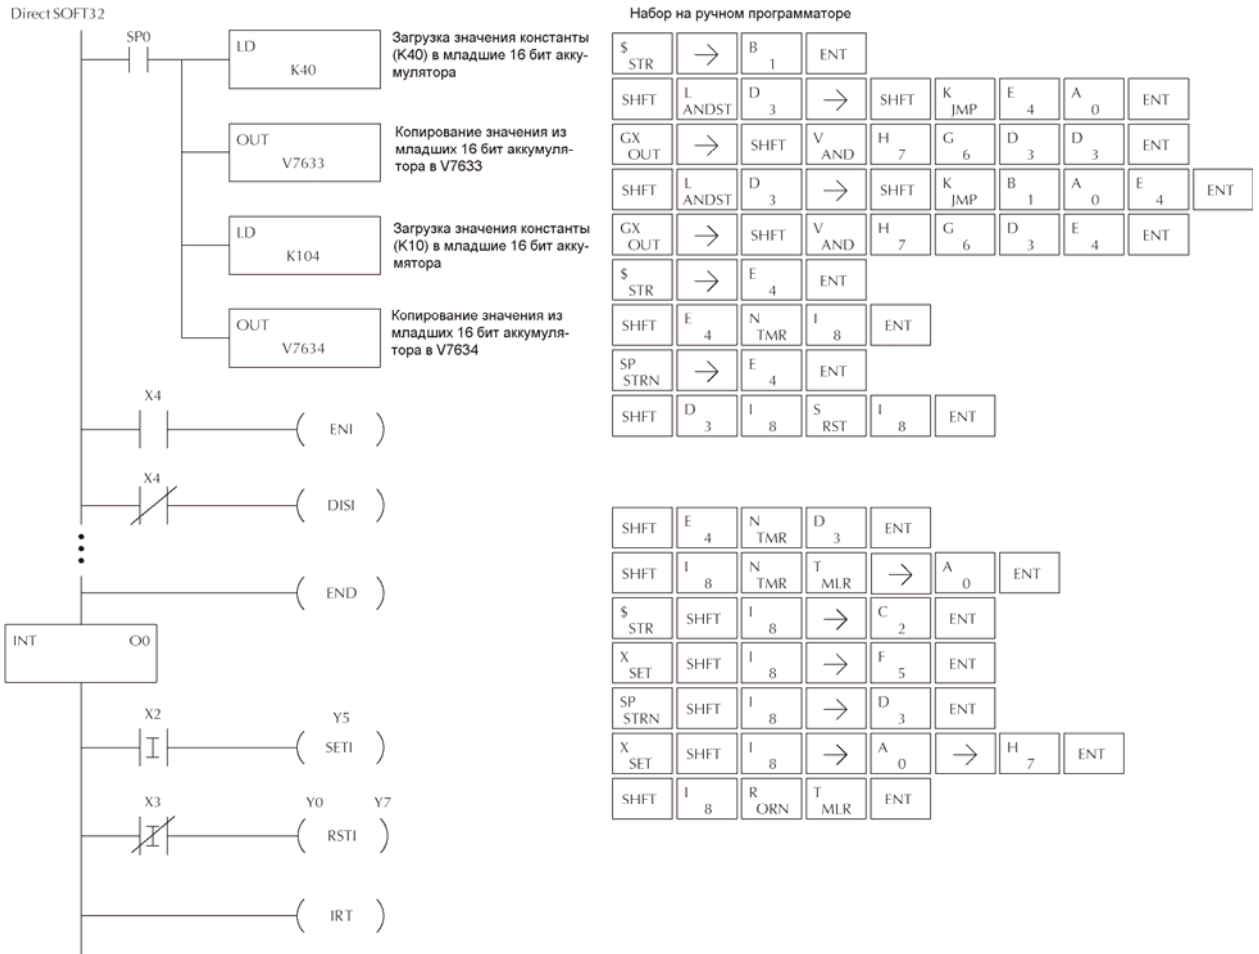 Direct SOFT32
SP0
LD
K40
Загрузка значения константы
(K40) в младшие 16 бит акку-
мулятора
OUT
V7633
Копирование значения из
младших 16 бит аккумуля-
тора в V7633
LD
K104
Загрузка значения константы
(K10) в младшие 16 бит акку-
мятора
OUT
V7634
Копирование значения из
младших 16 бит аккумуля-
тора в V7634
X4
ENI
X4
DISI
END
INT O0
X2 Y5
SETI
X3 Y0 Y7
RSTI
IRT
Набор на ручном программаторе
$ STR → B 1 ENT
SHFT L ANDST D 3 → SHFT K JMP E 4 A 0 ENT
GX OUT → SHFT V AND H 7 G 6 D 3 D 3 ENT
SHFT L ANDST D 3 → SHFT K JMP B 1 A 0 E 4 ENT
GX OUT → SHFT V AND H 7 G 6 D 3 E 4 ENT
$ STR → E 4 ENT
SHFT E 4 N TMR I 8 ENT
SP STRN → E 4 ENT
SHFT D 3 I 8 S RST I 8 ENT
SHFT E 4 N TMR D 3 ENT
SHFT I 8 N TMR T MLR → A 0 ENT
$ STR SHFT I 8 → C 2 ENT
X SET SHFT I 8 → F 5 ENT
SP STRN SHFT I 8 → D 3 ENT
X SET SHFT I 8 → A 0 → H 7 ENT
SHFT I 8 R ORN T MLR ENT